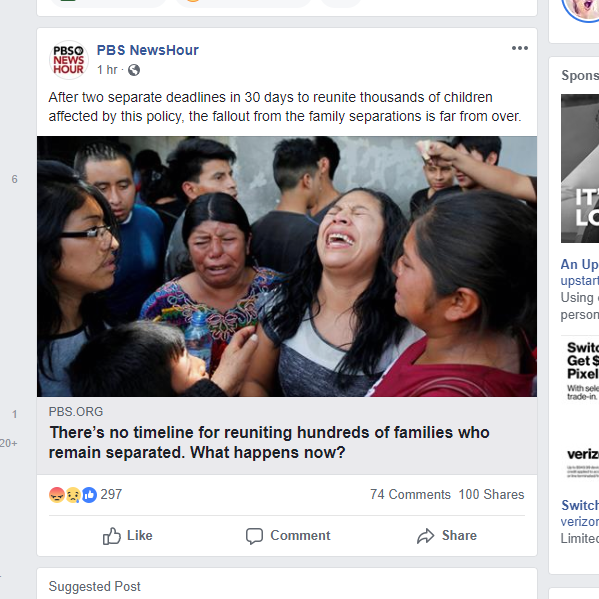 PBS
NEWS
HOUR
PBS NewsHour
1 hr ·
After two separate deadlines in 30 days to reunite thousands of children
affected by this policy, the fallout from the family separations is far from over.
6
PBS.ORG
There's no timeline for reuniting hundreds of families who
remain separated. What happens now?
1
20+
297
74 Comments 100 Shares
Like
Comment
Share
Suggested Post
Spons
IT
LO
An Up
upstar
Using
person
Switc
Get $
Pixel
With sele
trade-in.
veriz
Switch
verizor
Limited